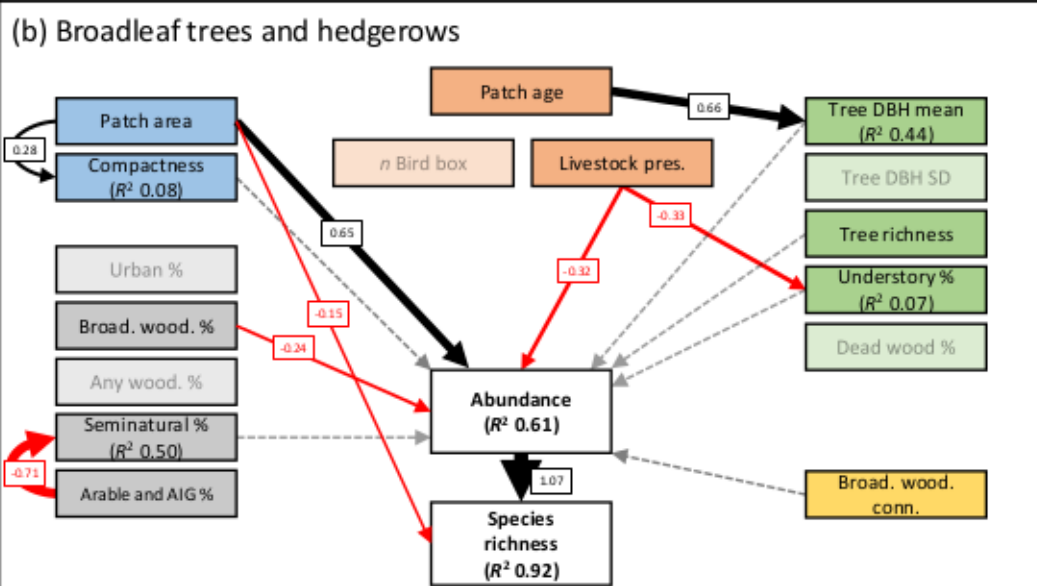 (b) Broadleaf trees and hedgerows
Patch area
0.28
Compactness
(R² 0.08)
Urban %
Broad. wood. %
Any wood. %
Seminatural %
(R² 0.50)
-0.71
Arable and AIG %
Patch age
0.66
n Bird box
Livestock pres.
-0.33
0.65
-0.32
-0.15
-0.24
Abundance
(R² 0.61)
1.07
Species
richness
(R² 0.92)
Tree DBH mean
(R² 0.44)
Tree DBH SD
Tree richness
Understory %
(R² 0.07)
Dead wood %
Broad. wood.
conn.